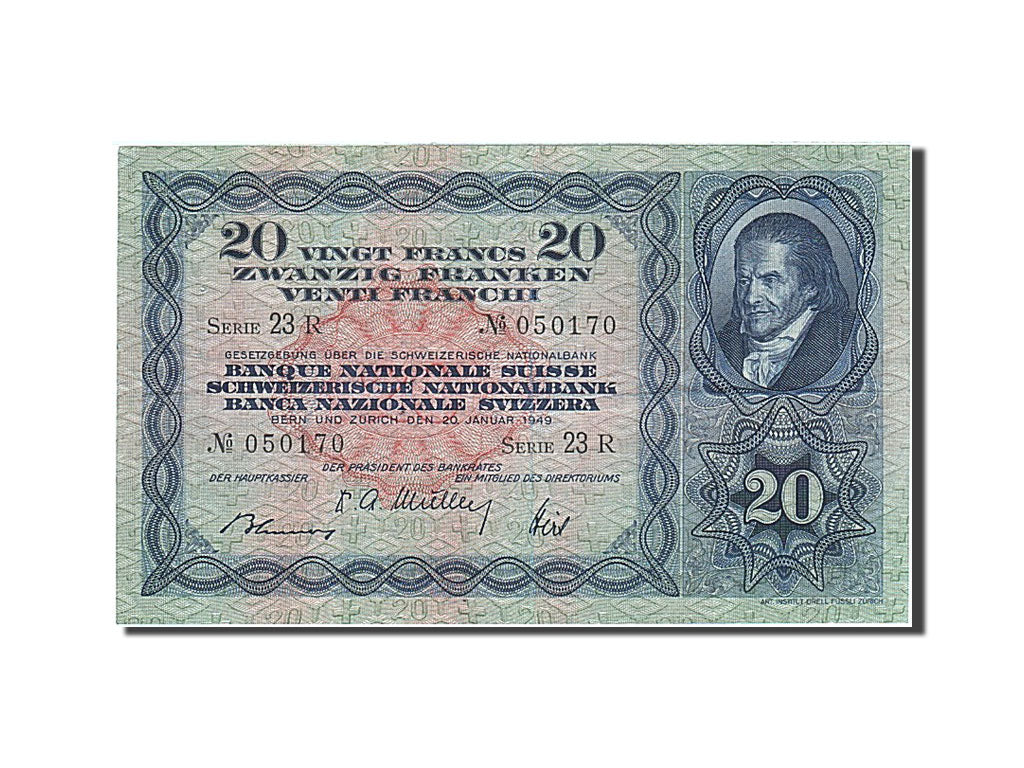 20 VINGT FRANCS 20
ZWANZIG FRANKEN
VENTI FRANCHI
SERIE 23 R № 050170
GESETZGEBUNG ÜBER DIE SCHWEIZERISCHE NATIONALBANK
BANQUE NATIONALE SUISSE
SCHWEIZERISCHE NATIONALBANK
BANCA NAZIONALE SVIZZERA
BERN UND ZÜRICH DEN 20. JANUAR 1949
№ 050170 SERIE 23 R
DER PRÄSIDENT DES BANKRATES
DER HAUPTKASSIER EIN MITGLIED DES DIREKTORIUMS
Müller
20
ART. INSTITUT ORELL FÜSSLI ZÜRICH